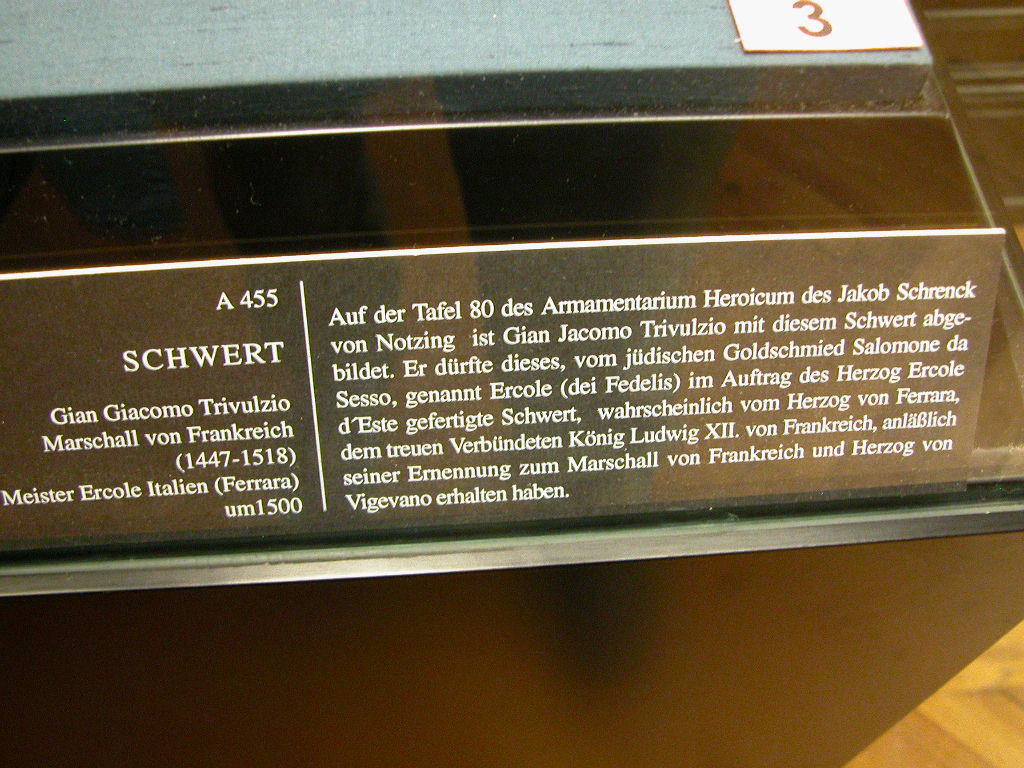 3
A 455
SCHWERT
Gian Giacomo Trivulzio
Marschall von Frankreich
(1447-1518)
Meister Ercole Italien (Ferrara)
um1500
Auf der Tafel 80 des Armamentarium Heroicum des Jakob Schrenck
von Notzing ist Gian Jacomo Trivulzio mit diesem Schwert abge-
bildet. Er dürfte dieses, vom jüdischen Goldschmied Salomone da
Sesso, genannt Ercole (dei Fedelis) im Auftrag des Herzog Ercole
d´Este gefertigte Schwert, wahrscheinlich vom Herzog von Ferrara,
dem treuen Verbündeten König Ludwig XII. von Frankreich, anläßlich
seiner Ernennung zum Marschall von Frankreich und Herzog von
Vigevano erhalten haben.